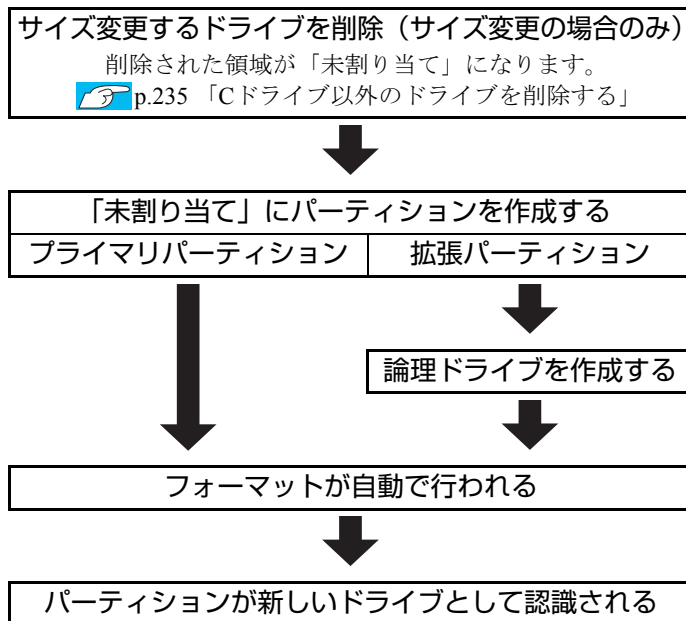 サイズ変更するドライブを削除（サイズ変更の場合のみ）
削除された領域が「未割り当て」になります。
p.235 「Cドライブ以外のドライブを削除する」
「未割り当て」にパーティションを作成する
プライマリパーティション
拡張パーティション
論理ドライブを作成する
フォーマットが自動で行われる
パーティションが新しいドライブとして認識される